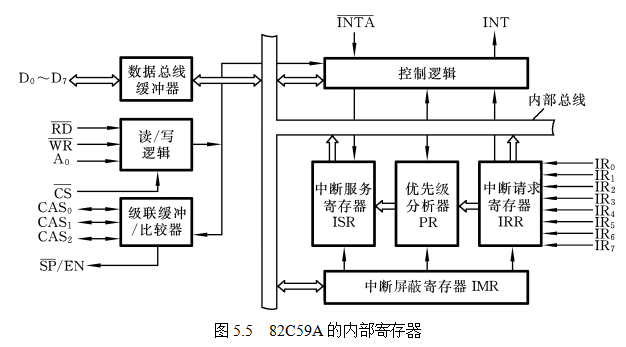 INTA
INT
D₀～D₇
数据总线
缓冲器
控制逻辑
内部总线
RD
WR
A₀
CS
读/写
逻辑
CAS₀
CAS₁
CAS₂
级联缓冲
/比较器
SP/EN
中断服务
寄存器
ISR
优先级
分析器
PR
中断请求
寄存器
IRR
IR₀
IR₁
IR₂
IR₃
IR₄
IR₅
IR₆
IR₇
中断屏蔽寄存器 IMR
图 5.5 82C59A 的内部寄存器